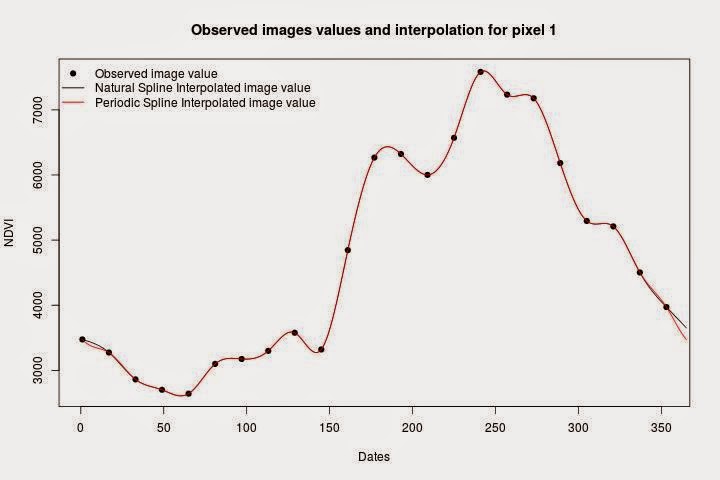 Observed images values and interpolation for pixel 1
Observed image value
Natural Spline Interpolated image value
Periodic Spline Interpolated image value
7000
6000
5000
4000
3000
NDVI
0 50 100 150 200 250 300 350
Dates